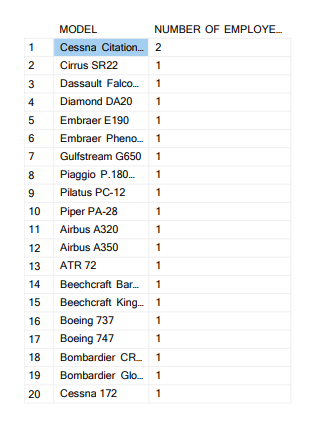 MODEL NUMBER OF EMPLOYE...
1 Cessna Citation... 2
2 Cirrus SR22 1
3 Dassault Falco... 1
4 Diamond DA20 1
5 Embraer E190 1
6 Embraer Pheno... 1
7 Gulfstream G650 1
8 Piaggio P.180... 1
9 Pilatus PC-12 1
10 Piper PA-28 1
11 Airbus A320 1
12 Airbus A350 1
13 ATR 72 1
14 Beechcraft Bar... 1
15 Beechcraft King... 1
16 Boeing 737 1
17 Boeing 747 1
18 Bombardier CR... 1
19 Bombardier Glo... 1
20 Cessna 172 1